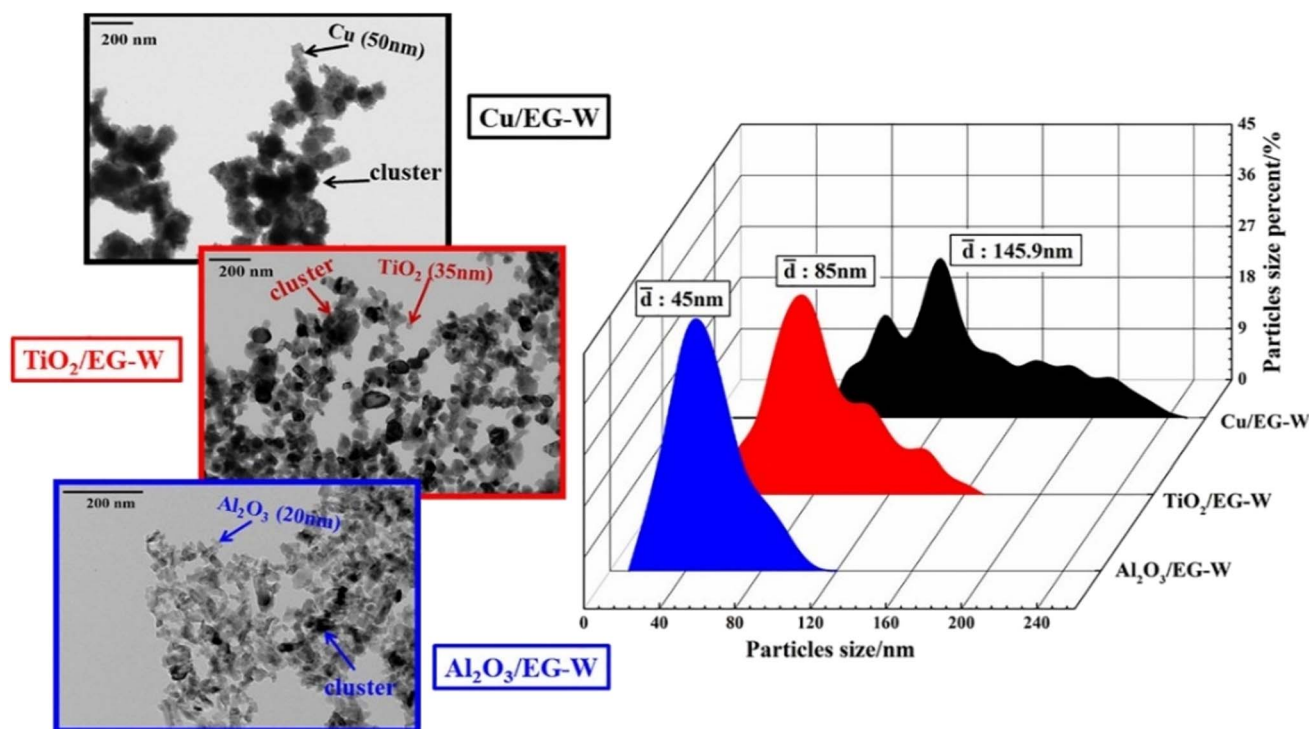 200 nm
Cu (50nm)
cluster
Cu/EG-W
200 nm
cluster
TiO₂ (35nm)
TiO₂/EG-W
200 nm
Al₂O₃ (20nm)
cluster
Al₂O₃/EG-W
d̄ : 45nm
d̄ : 85nm
d̄ : 145.9nm
45
36
27
18
9
0
Particles size percent/%
Cu/EG-W
TiO₂/EG-W
Al₂O₃/EG-W
0 40 80 120 160 200 240
Particles size/nm